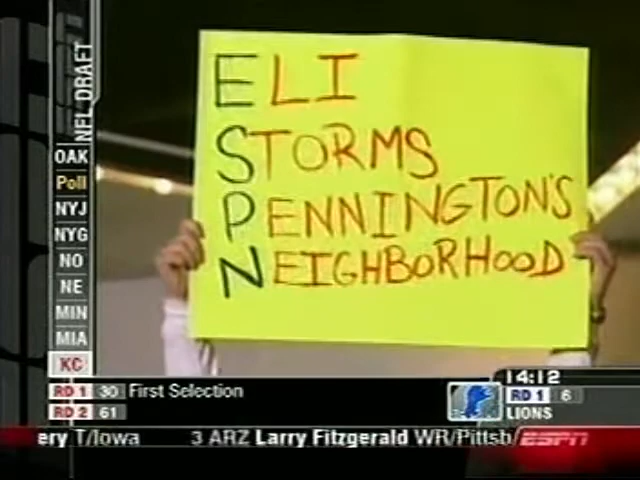 ELI
STORMS
PENNINGTON'S
NEIGHBORHOOD
NFL DRAFT
OAK
Poll
NYJ
NYG
NO
NE
MIN
MIA
KC
RD 1 30 First Selection
RD 2 61
14:12
RD 1 6
LIONS
ery T/Iowa 3 ARZ Larry Fitzgerald WR/Pittsb
ESPN